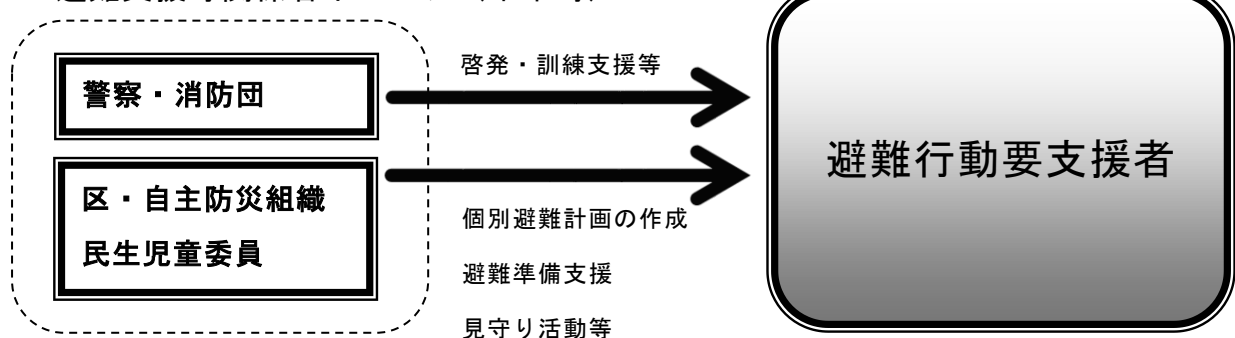 警察・消防団
区・自主防災組織
民生児童委員
啓発・訓練支援等
個別避難計画の作成
避難準備支援
見守り活動等
避難行動要支援者